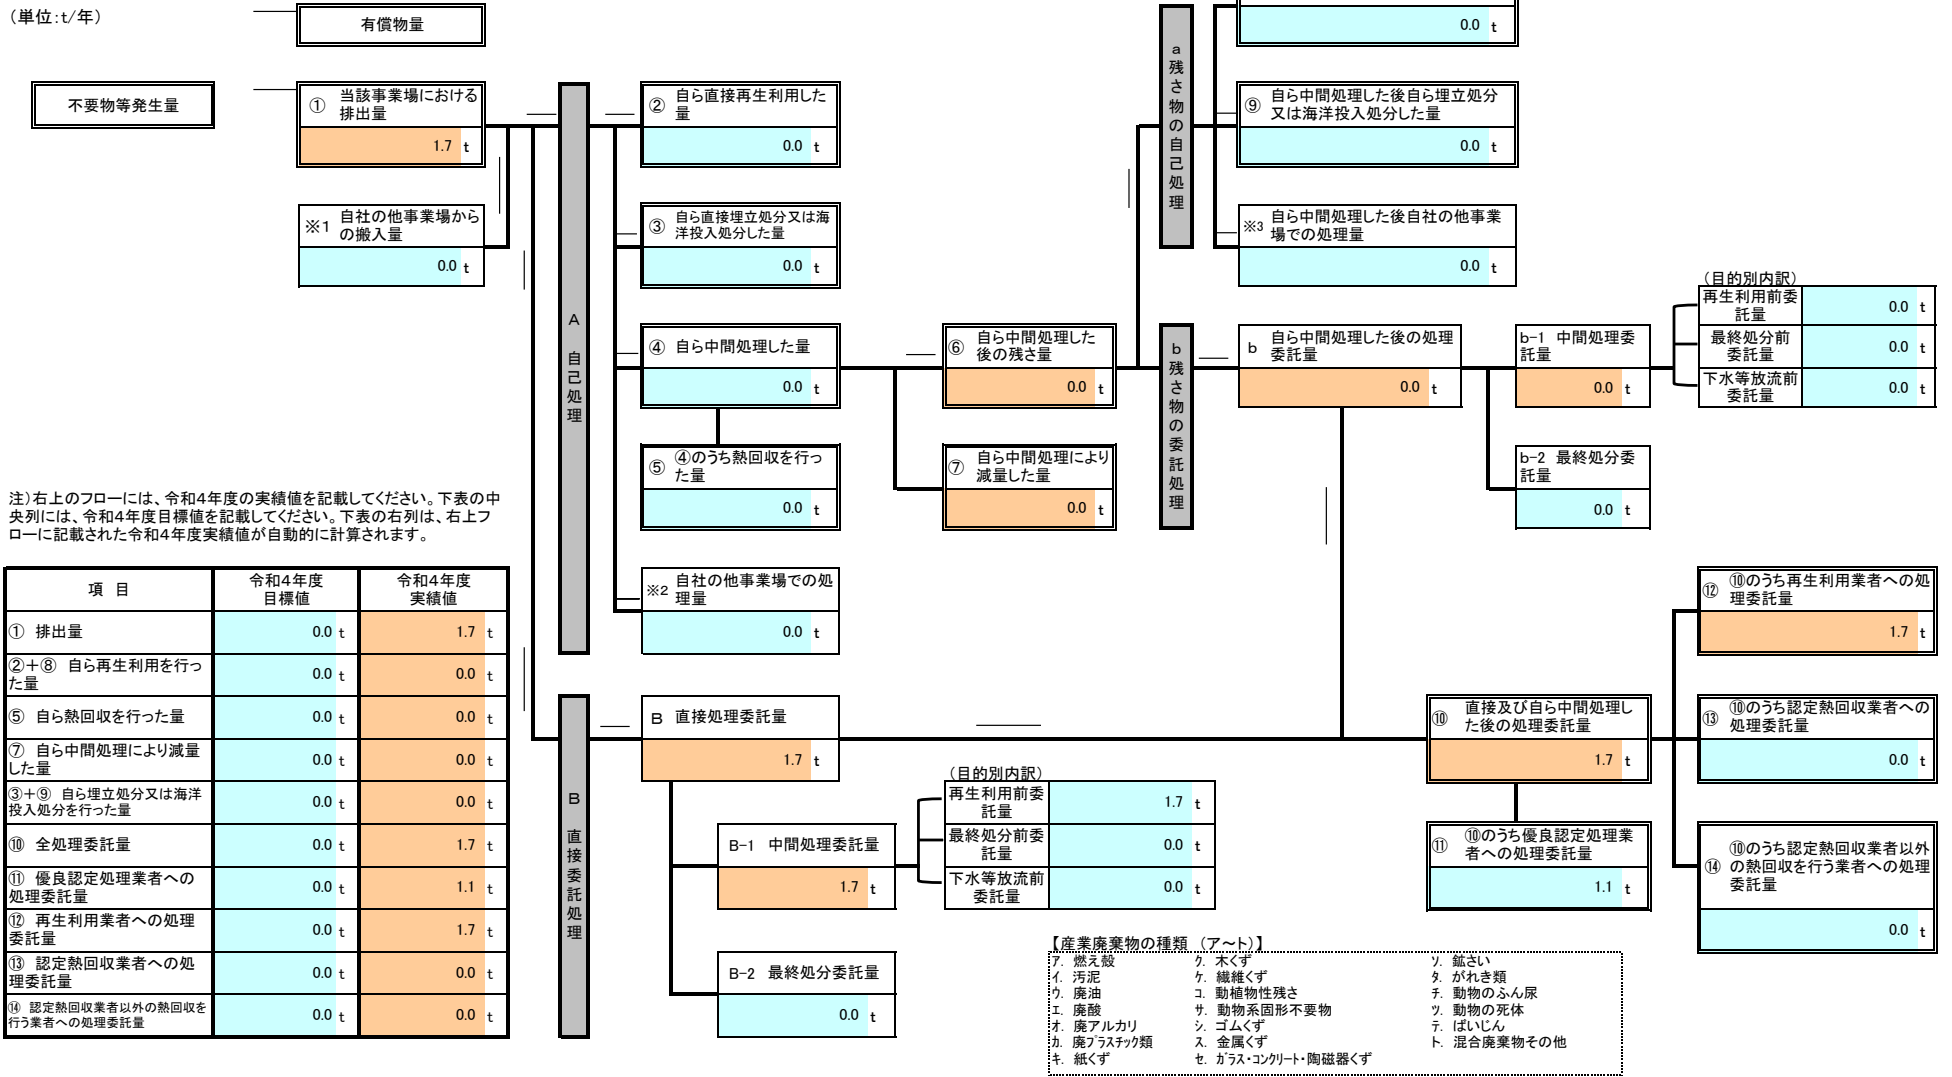 （単位:t/年）
有償物量
0.0 t
不要物等発生量
① 当該事業場における
排出量
1.7 t
※1 自社の他事業場から
の搬入量
0.0 t
A 自己処理
② 自ら直接再生利用した
量
0.0 t
③ 自ら直接埋立処分又は海
洋投入処分した量
0.0 t
④ 自ら中間処理した量
0.0 t
⑤ ④のうち熱回収を行っ
た量
0.0 t
※2 自社の他事業場での処
理量
0.0 t
⑥ 自ら中間処理した
後の残さ量
0.0 t
⑦ 自ら中間処理により
減量した量
0.0 t
a 残さ物の自己処理
⑨ 自ら中間処理した後自ら埋立処分
又は海洋投入処分した量
0.0 t
※3 自ら中間処理した後自社の他事業
場での処理量
0.0 t
b 残さ物の委託処理
b 自ら中間処理した後の処理
委託量
0.0 t
b-1 中間処理委
託量
0.0 t
b-2 最終処分委
託量
0.0 t
（目的別内訳）
再生利用前委
託量
0.0 t
最終処分前
委託量
0.0 t
下水等放流前
委託量
0.0 t
注）右上のフローには、令和４年度の実績値を記載してください。下表の中
央列には、令和４年度目標値を記載してください。下表の右列は、右上フ
ローに記載された令和４年度実績値が自動的に計算されます。
項 目
令和４年度
目標値
令和４年度
実績値
① 排出量 0.0 t 1.7 t
②＋⑧ 自ら再生利用を行っ
た量 0.0 t 0.0 t
⑤ 自ら熱回収を行った量 0.0 t 0.0 t
⑦ 自ら中間処理により減量
した量 0.0 t 0.0 t
③＋⑨ 自ら埋立処分又は海洋
投入処分を行った量 0.0 t 0.0 t
⑩ 全処理委託量 0.0 t 1.7 t
⑪ 優良認定処理業者への
処理委託量 0.0 t 1.1 t
⑫ 再生利用業者への処理
委託量 0.0 t 1.7 t
⑬ 認定熱回収業者への処
理委託量 0.0 t 0.0 t
⑭ 認定熱回収業者以外の熱回収を
行う業者への処理委託量 0.0 t 0.0 t
B 直接委託処理
B 直接処理委託量
1.7 t
B-1 中間処理委託量
1.7 t
B-2 最終処分委託量
0.0 t
（目的別内訳）
再生利用前委
託量
1.7 t
最終処分前委
託量
0.0 t
下水等放流前
委託量
0.0 t
⑩ 直接及び自ら中間処理し
た後の処理委託量
1.7 t
⑪ ⑩のうち優良認定処理業
者への処理委託量
1.1 t
⑫ ⑩のうち再生利用業者への処
理委託量
1.7 t
⑬ ⑩のうち認定熱回収業者への
処理委託量
0.0 t
⑭ ⑩のうち認定熱回収業者以外
の熱回収を行う業者への処理
委託量
0.0 t
【産業廃棄物の種類 （ア～ト）】
ア. 燃え殻 ク. 木くず ソ. 鉱さい
イ. 汚泥 ケ. 繊維くず タ. がれき類
ウ. 廃油 コ. 動植物性残さ チ. 動物のふん尿
エ. 廃酸 サ. 動物系固形不要物 ツ. 動物の死体
オ. 廃アルカリ シ. ゴムくず テ. ばいじん
カ. 廃プラスチック類 ス. 金属くず ト. 混合廃棄物その他
キ. 紙くず セ. ガラス・コンクリート・陶磁器くず